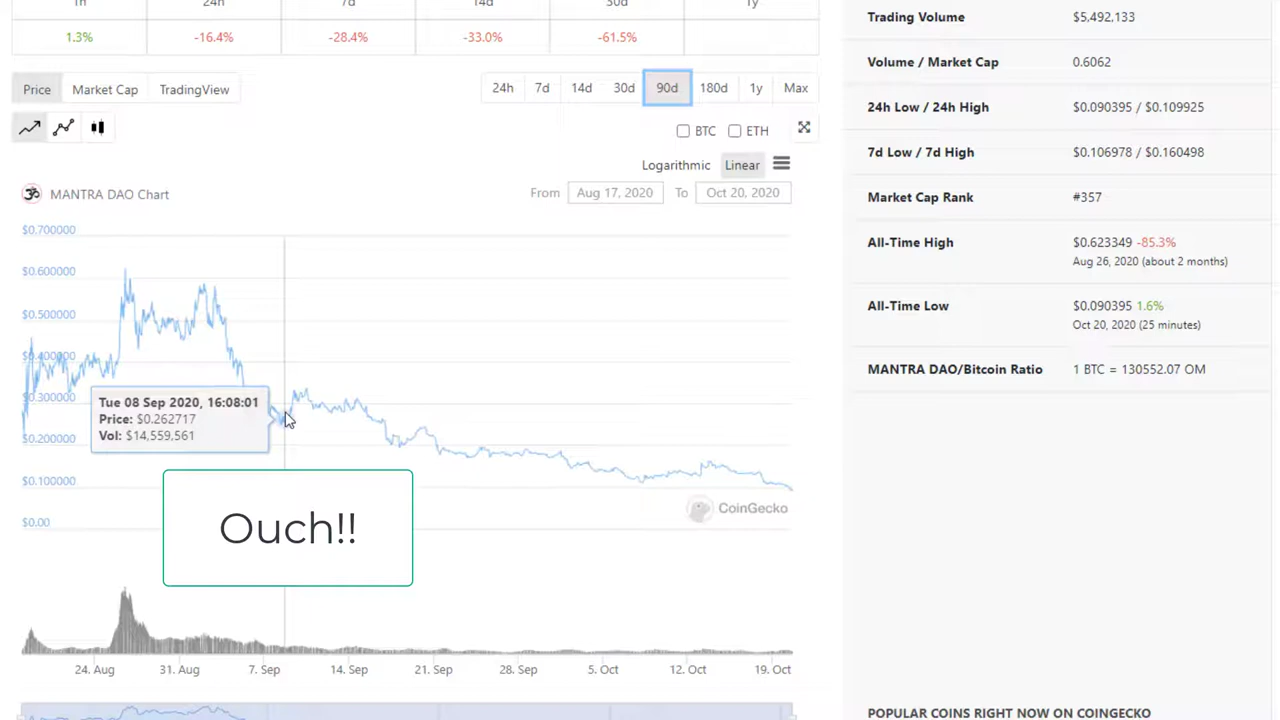 1h 24h 7d 14d 30d 1y
1.3% -16.4% -28.4% -33.0% -61.5%
Price Market Cap TradingView
24h 7d 14d 30d 90d 180d 1y Max
BTC ETH
Logarithmic Linear
MANTRA DAO Chart
From Aug 17, 2020 To Oct 20, 2020
$0.700000
$0.600000
$0.500000
$0.400000
$0.300000
$0.200000
$0.100000
$0.00
Tue 08 Sep 2020, 16:08:01
Price: $0.262717
Vol: $14,559,561
CoinGecko
Ouch!!
24. Aug 31. Aug 7. Sep 14. Sep 21. Sep 28. Sep 5. Oct 12. Oct 19. Oct
Trading Volume $5.492,133
Volume / Market Cap 0.6062
24h Low / 24h High $0.090395 / $0.109925
7d Low / 7d High $0.106978 / $0.160498
Market Cap Rank #357
All-Time High $0.623349 -85.3%
Aug 26, 2020 (about 2 months)
All-Time Low $0.090395 1.6%
Oct 20, 2020 (25 minutes)
MANTRA DAO/Bitcoin Ratio 1 BTC = 130552.07 OM
POPULAR COINS RIGHT NOW ON COINGECKO